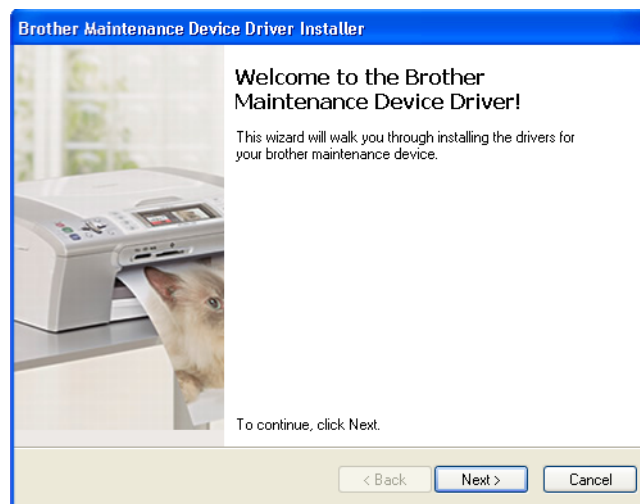 Brother Maintenance Device Driver Installer
Welcome to the Brother
Maintenance Device Driver!
This wizard will walk you through installing the drivers for
your brother maintenance device.
To continue, click Next.
< Back
Next >
Cancel